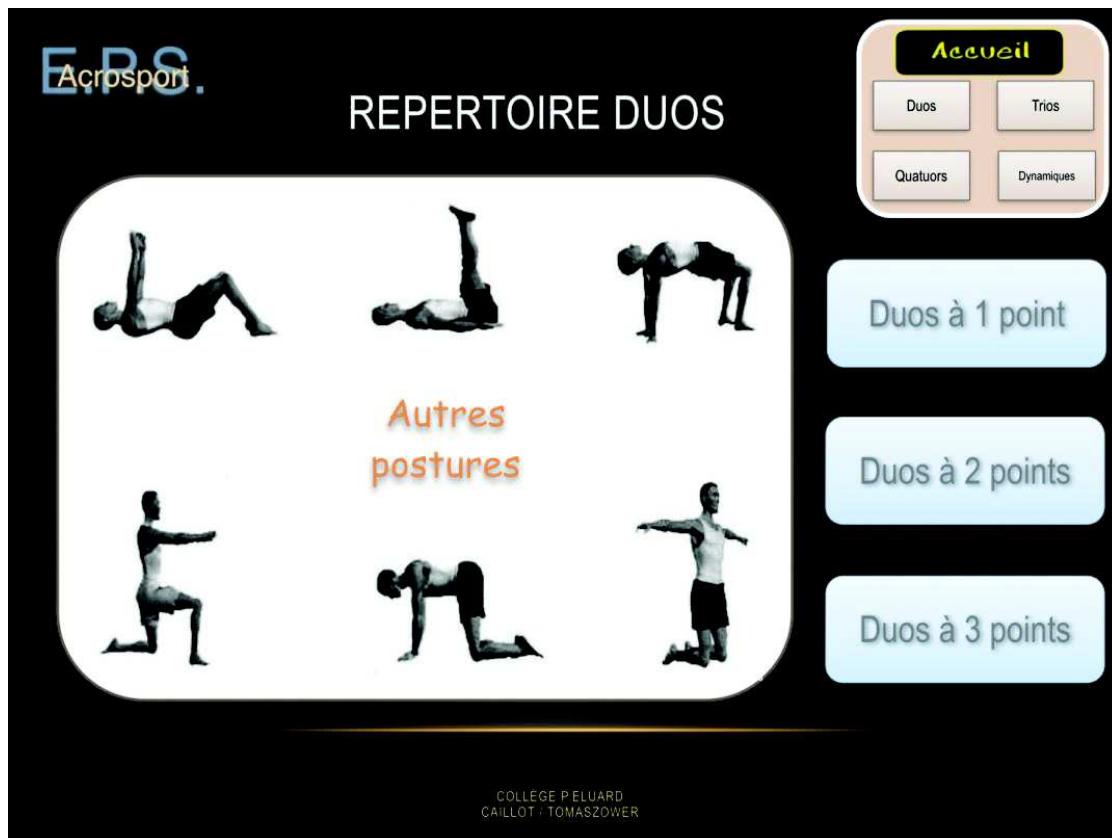 E.P.S.
Acrosport
REPERTOIRE DUOS
Accueil
Duos
Trios
Quatuors
Dynamiques
Autres
postures
Duos à 1 point
Duos à 2 points
Duos à 3 points
COLLÈGE P.ELUARD
CAILLOT / TOMASZOWER